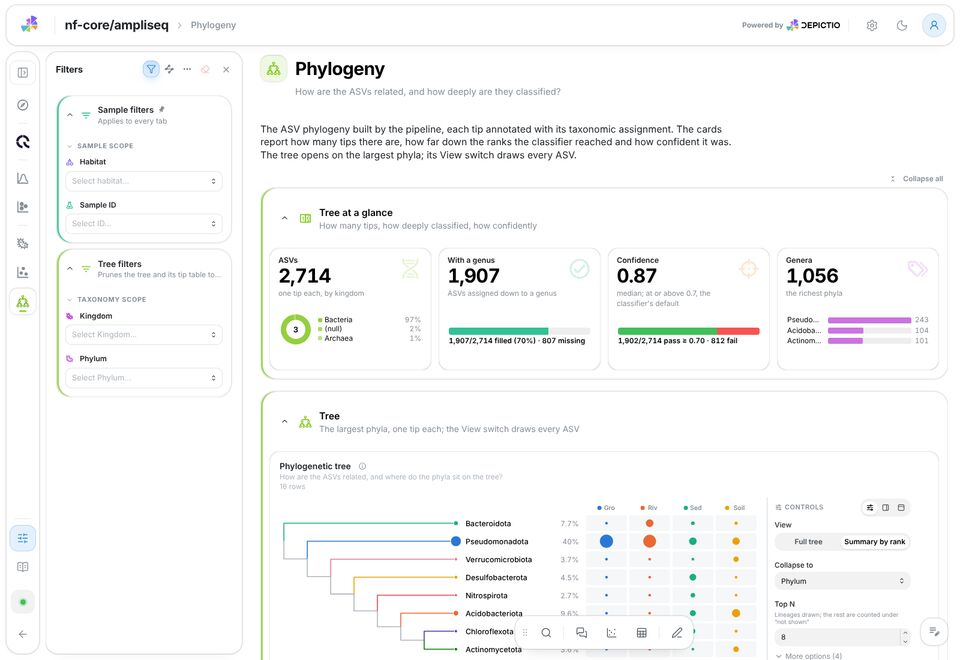 nf-core/ampliseq
Phylogeny
Powered by DEPICTIO
Filters
Sample filters
Applies to every tab
SAMPLE SCOPE
Habitat
Select habitat...
Sample ID
Select ID...
Tree filters
Prunes the tree and its tip table to...
TAXONOMY SCOPE
Kingdom
Select Kingdom...
Phylum
Select Phylum...
Phylogeny
How are the ASVs related, and how deeply are they classified?
The ASV phylogeny built by the pipeline, each tip annotated with its taxonomic assignment. The cards
report how many tips there are, how far down the ranks the classifier reached and how confident it was.
The tree opens on the largest phyla; its View switch draws every ASV.
Collapse all
Tree at a glance
How many tips, how deeply classified, how confidently
ASVs
2,714
one tip each, by kingdom
3
Bacteria 97%
(null) 2%
Archaea 1%
With a genus
1,907
ASVs assigned down to a genus
1,907/2,714 filled (70%) · 807 missing
Confidence
0.87
median; at or above 0.7, the
classifier's default
1,902/2,714 pass ≥ 0.70 · 812 fail
Genera
1,056
the richest phyla
Pseudo... 243
Acidoba... 104
Actinom... 101
Tree
The largest phyla, one tip each; the View switch draws every ASV
Phylogenetic tree
How are the ASVs related, and where do the phyla sit on the tree?
16 rows
Gro Riv Sed Soil
Bacteroidota 7.7%
Pseudomonadota 40%
Verrucomicrobiota 3.7%
Desulfobacterota 4.5%
Nitrospirota 2.7%
Acidobacteriota 9.6%
Chloroflexota
Actinomycetota 3.6%
CONTROLS
View
Full tree Summary by rank
Collapse to
Phylum
Top N
Lineages drawn; the rest are counted under
"not shown"
8
More options (4)